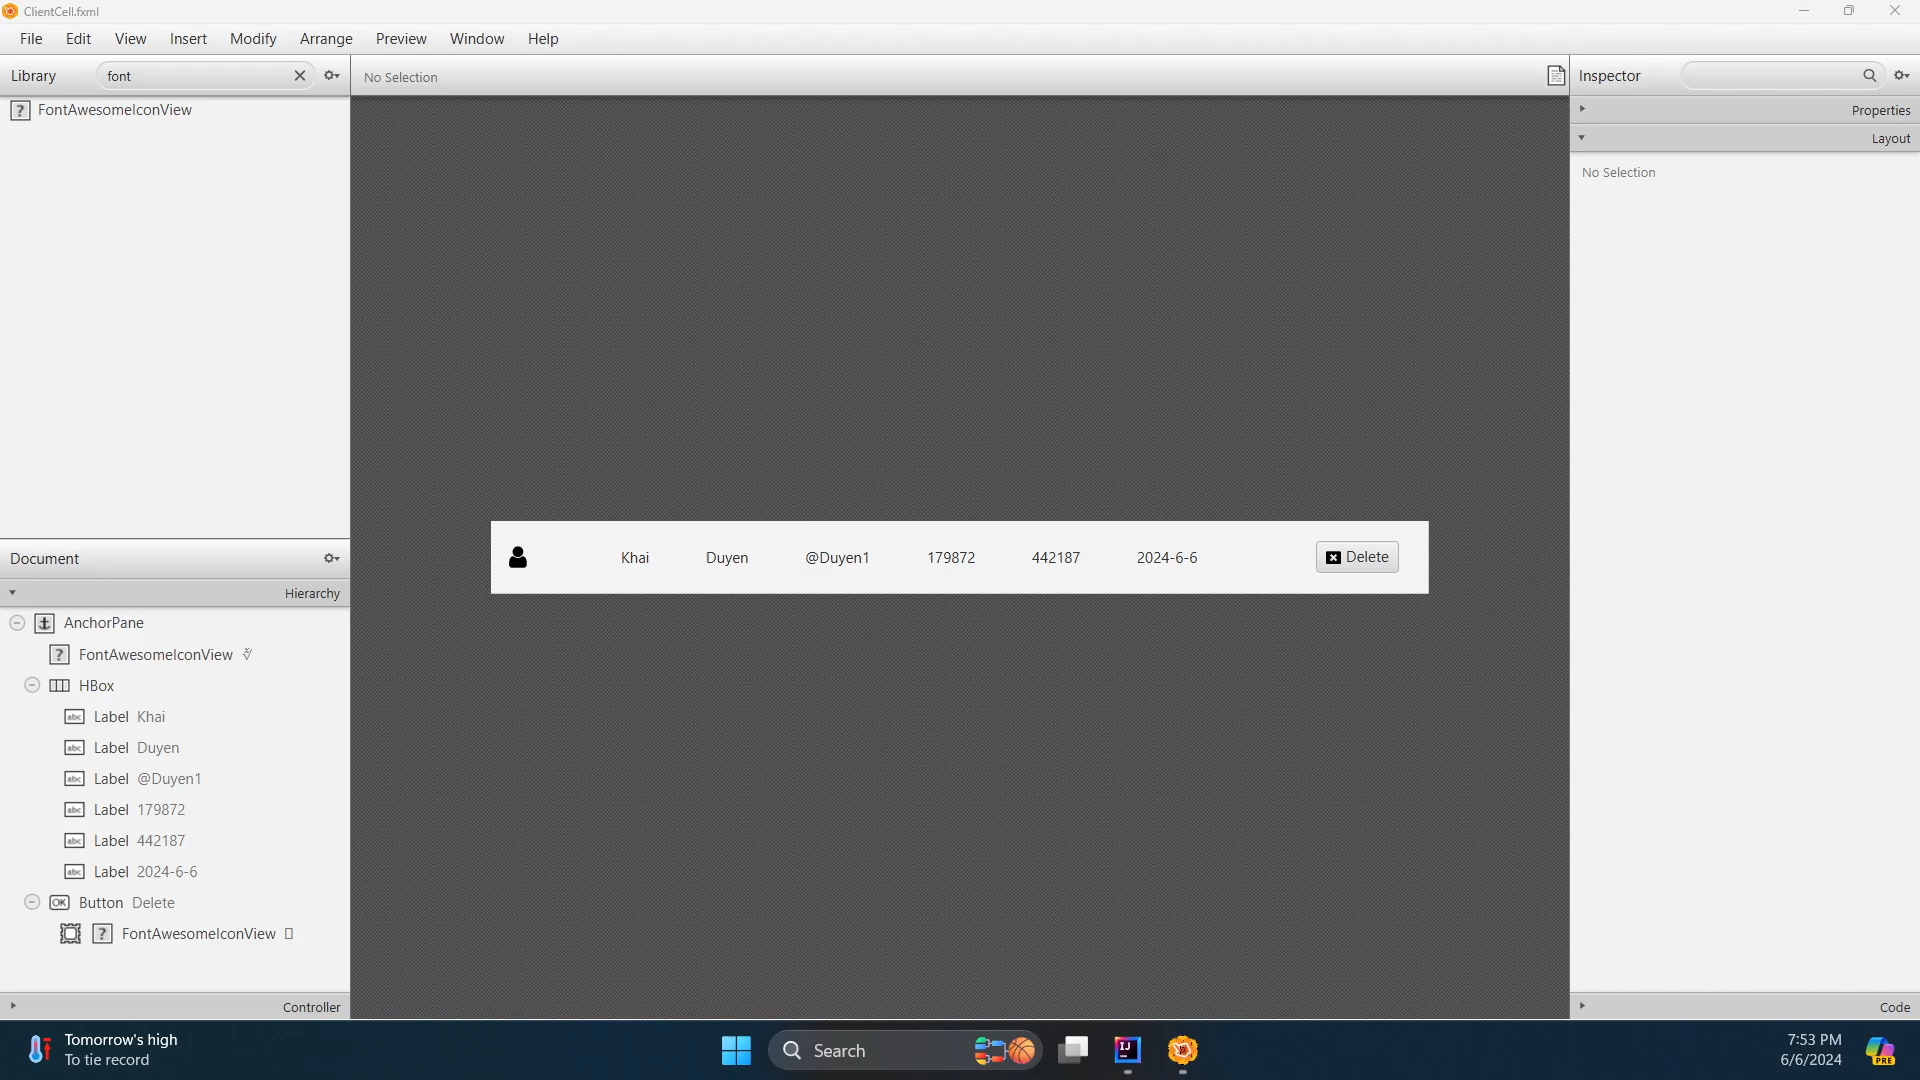 ClientCell.fxml
File Edit View Insert Modify Arrange Preview Window Help
Library font
No Selection
Inspector
FontAwesomeIconView
Properties
Layout
No Selection
Khai Duyen @Duyen1 179872 442187 2024-6-6 Delete
Document
Hierarchy
AnchorPane
FontAwesomeIconView
HBox
Label Khai
Label Duyen
Label @Duyen1
Label 179872
Label 442187
Label 2024-6-6
OK Button Delete
FontAwesomeIconView
Controller
Code
Tomorrow's high
To tie record
Search
IJ
7:53 PM
6/6/2024
PRE